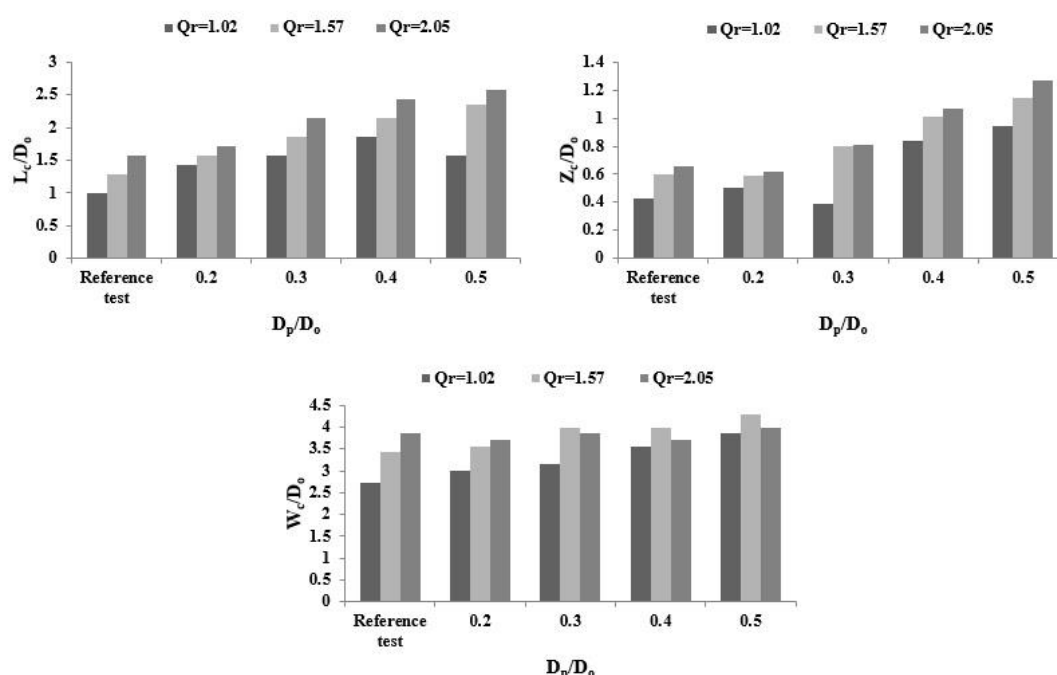 Qr=1.02 Qr=1.57 Qr=2.05
3
2.5
2
1.5
1
0.5
0
Lc/Do
Reference test 0.2 0.3 0.4 0.5
Dp/Do
Qr=1.02 Qr=1.57 Qr=2.05
1.4
1.2
1
0.8
0.6
0.4
0.2
0
Zc/Do
Reference test 0.2 0.3 0.4 0.5
Dp/Do
Qr=1.02 Qr=1.57 Qr=2.05
4.5
4
3.5
3
2.5
2
1.5
1
0.5
0
Wc/Do
Reference test 0.2 0.3 0.4 0.5
Dp/Do